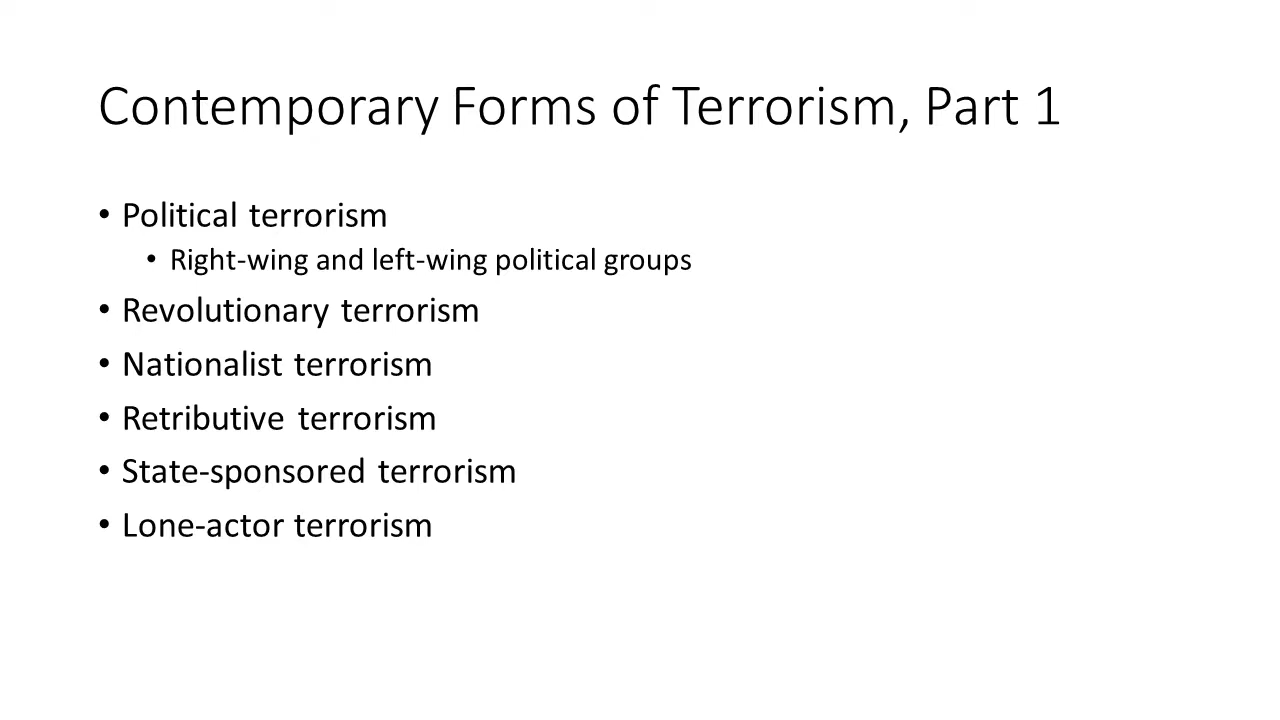 Contemporary Forms of Terrorism, Part 1
• Political terrorism
• Right-wing and left-wing political groups
• Revolutionary terrorism
• Nationalist terrorism
• Retributive terrorism
• State-sponsored terrorism
• Lone-actor terrorism